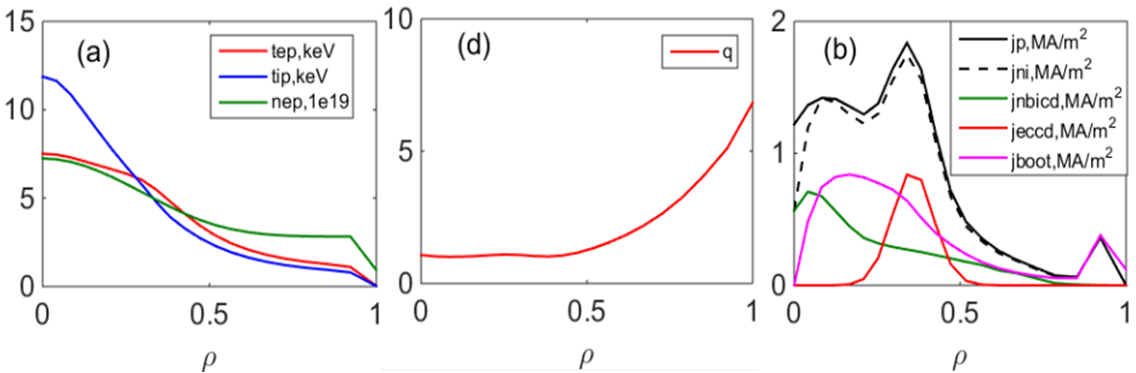 15
10
5
0
(a)
tep,keV
tip,keV
nep,1e19
0
0.5
1
ρ
10
5
0
(d)
q
0
0.5
1
ρ
2
1
0
(b)
jp,MA/m²
jni,MA/m²
jnbicd,MA/m²
jeccd,MA/m²
jboot,MA/m²
0
0.5
1
ρ